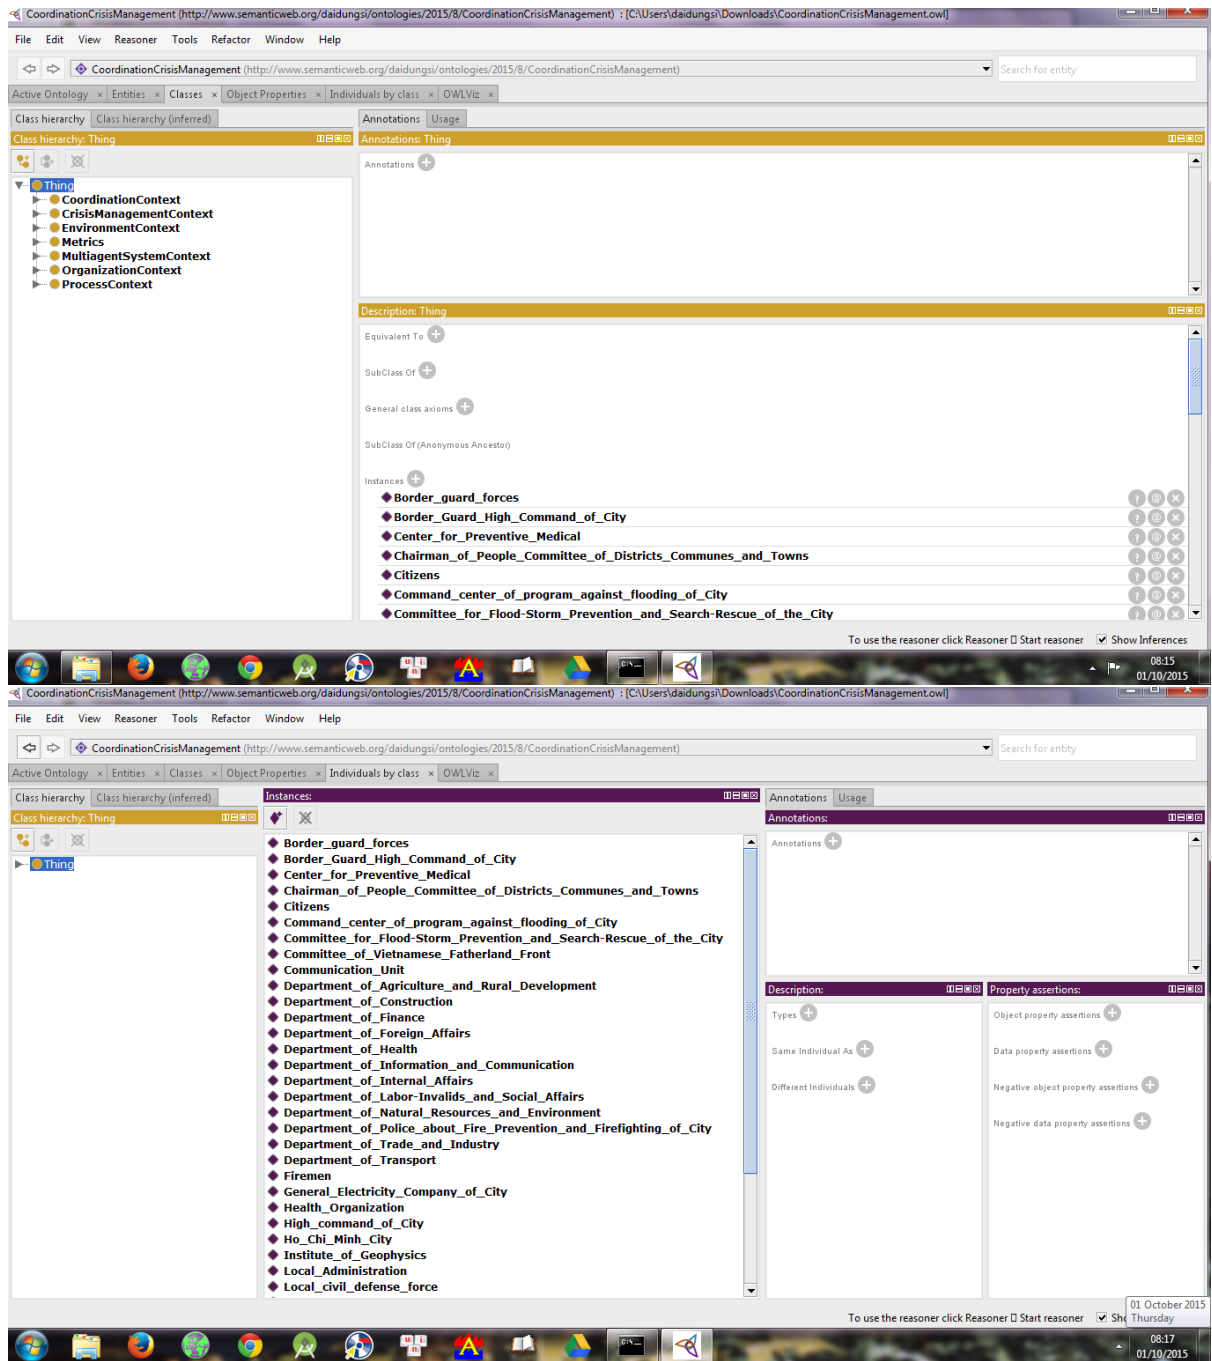 CoordinationCrisisManagement (http://www.semanticweb.org/daidungsi/ontologies/2015/8/CoordinationCrisisManagement) : [C:\Users\daidungsi\Downloads\CoordinationCrisisManagement.owl]
File Edit View Reasoner Tools Refactor Window Help
CoordinationCrisisManagement (http://www.semanticweb.org/daidungsi/ontologies/2015/8/CoordinationCrisisManagement) Search for entity
Active Ontology × Entities × Classes × Object Properties × Individuals by class × OWLViz ×
Class hierarchy Class hierarchy (inferred) Annotations Usage
Class hierarchy: Thing Annotations: Thing
Annotations
Thing
CoordinationContext
CrisisManagementContext
EnvironmentContext
Metrics
MultiagentSystemContext
OrganizationContext
ProcessContext
Description: Thing
Equivalent To
SubClass Of
General class axioms
SubClass Of (Anonymous Ancestor)
Instances
Border_guard_forces
Border_Guard_High_Command_of_City
Center_for_Preventive_Medical
Chairman_of_People_Committee_of_Districts_Communes_and_Towns
Citizens
Command_center_of_program_against_flooding_of_City
Committee_for_Flood-Storm_Prevention_and_Search-Rescue_of_the_City
To use the reasoner click Reasoner ▯ Start reasoner Show Inferences
08:15
01/10/2015
CoordinationCrisisManagement (http://www.semanticweb.org/daidungsi/ontologies/2015/8/CoordinationCrisisManagement) : [C:\Users\daidungsi\Downloads\CoordinationCrisisManagement.owl]
File Edit View Reasoner Tools Refactor Window Help
CoordinationCrisisManagement (http://www.semanticweb.org/daidungsi/ontologies/2015/8/CoordinationCrisisManagement) Search for entity
Active Ontology × Entities × Classes × Object Properties × Individuals by class × OWLViz ×
Class hierarchy Class hierarchy (inferred) Instances: Annotations Usage
Class hierarchy: Thing Annotations:
Annotations
Thing
Border_guard_forces
Border_Guard_High_Command_of_City
Center_for_Preventive_Medical
Chairman_of_People_Committee_of_Districts_Communes_and_Towns
Citizens
Command_center_of_program_against_flooding_of_City
Committee_for_Flood-Storm_Prevention_and_Search-Rescue_of_the_City
Committee_of_Vietnamese_Fatherland_Front
Communication_Unit
Department_of_Agriculture_and_Rural_Development
Department_of_Construction
Department_of_Finance
Department_of_Foreign_Affairs
Department_of_Health
Department_of_Information_and_Communication
Department_of_Internal_Affairs
Department_of_Labor-Invalids_and_Social_Affairs
Department_of_Natural_Resources_and_Environment
Department_of_Police_about_Fire_Prevention_and_Firefighting_of_City
Department_of_Trade_and_Industry
Department_of_Transport
Firemen
General_Electricity_Company_of_City
Health_Organization
High_command_of_City
Ho_Chi_Minh_City
Institute_of_Geophysics
Local_Administration
Local_civil_defense_force
Description: Property assertions:
Types Object property assertions
Same Individual As Data property assertions
Different Individuals Negative object property assertions
Negative data property assertions
01 October 2015
To use the reasoner click Reasoner ▯ Start reasoner Sho Thursday
08:17
01/10/2015